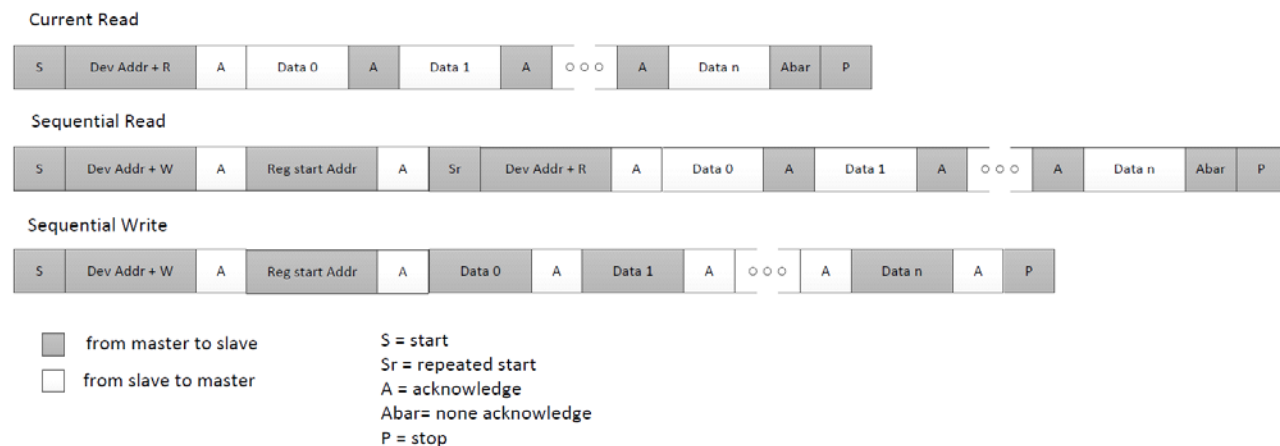 Current Read
S Dev Addr + R A Data 0 A Data 1 A ○ ○ ○ A Data n Abar P
Sequential Read
S Dev Addr + W A Reg start Addr A Sr Dev Addr + R A Data 0 A Data 1 A ○ ○ ○ A Data n Abar P
Sequential Write
S Dev Addr + W A Reg start Addr A Data 0 A Data 1 A ○ ○ ○ A Data n A P
from master to slave
from slave to master
S = start
Sr = repeated start
A = acknowledge
Abar= none acknowledge
P = stop